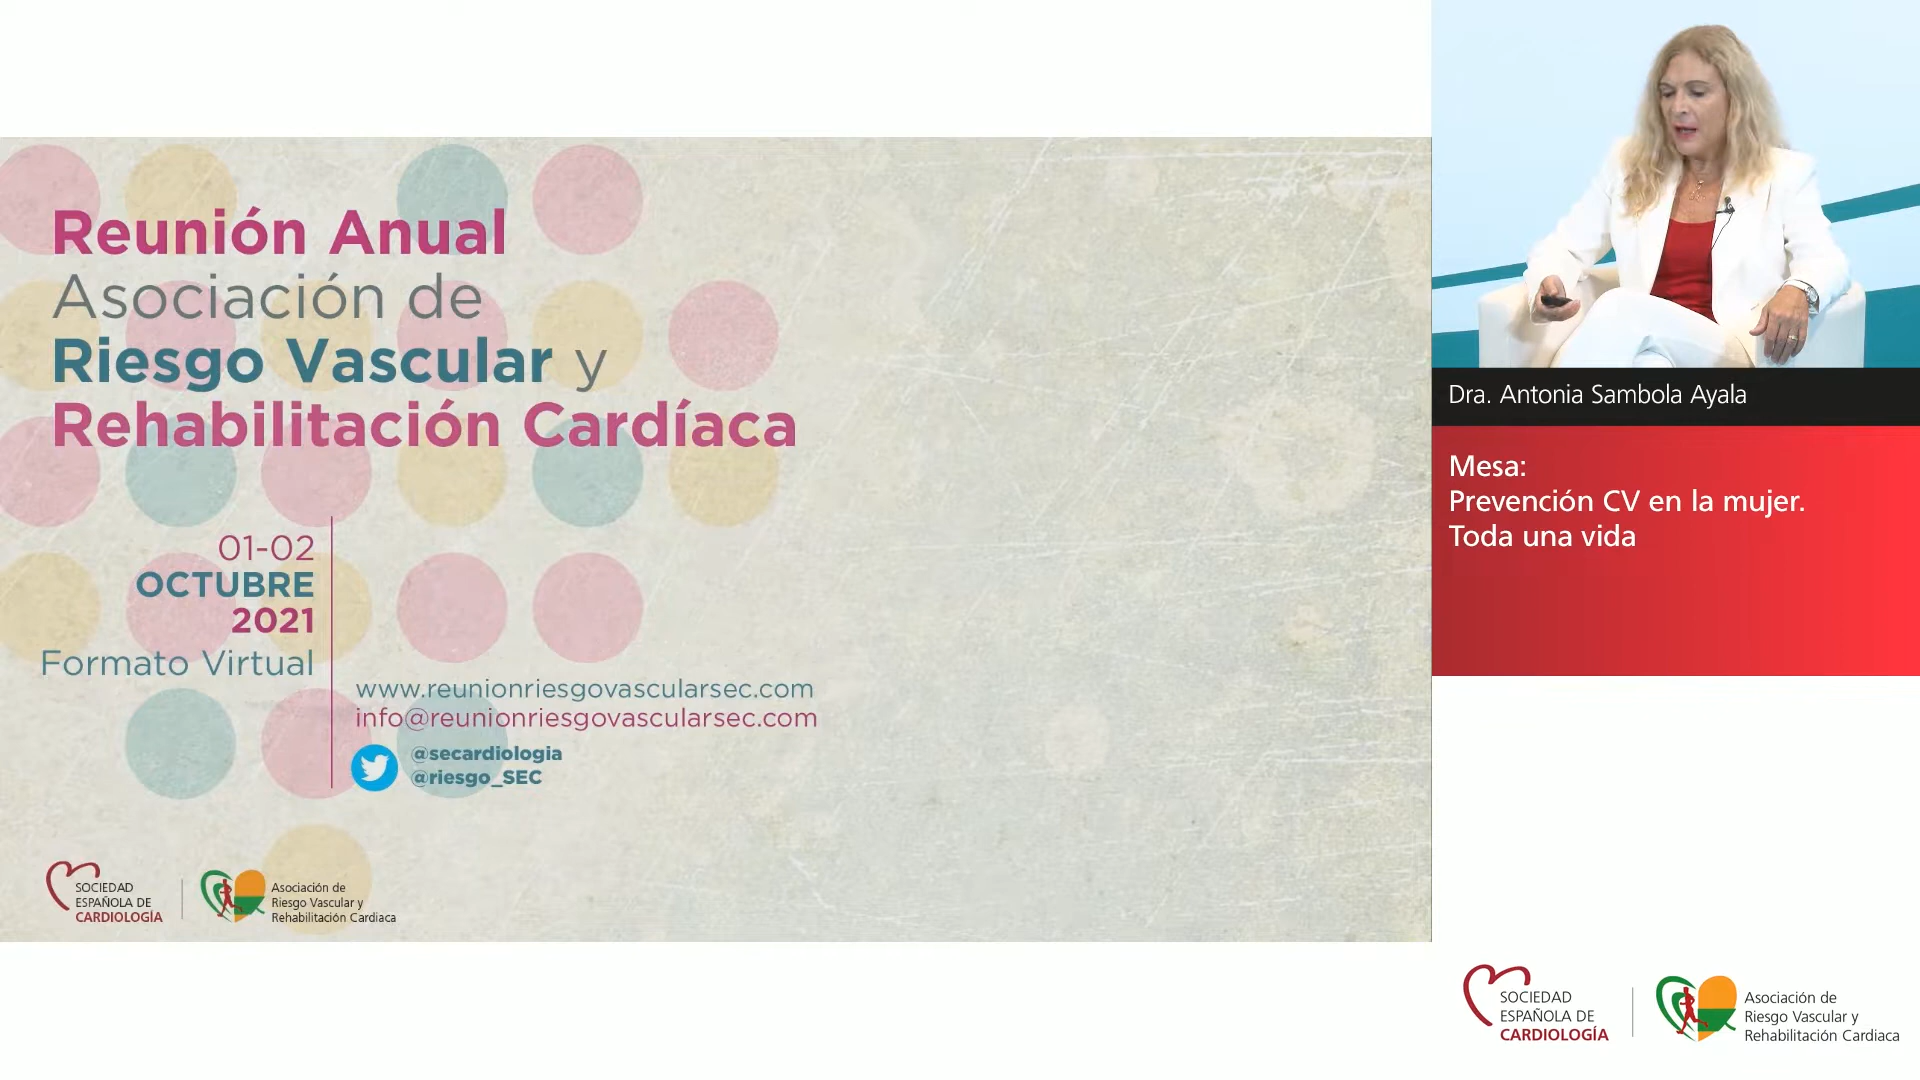 Reunión Anual
Asociación de
Riesgo Vascular y
Rehabilitación Cardíaca
01-02
OCTUBRE
2021
Formato Virtual
www.reunionriesgovascularsec.com
info@reunionriesgovascularsec.com
@secardiologia
@riesgo_SEC
SOCIEDAD
ESPAÑOLA DE
CARDIOLOGÍA
Asociación de
Riesgo Vascular y
Rehabilitación Cardiaca
Dra. Antonia Sambola Ayala
Mesa:
Prevención CV en la mujer.
Toda una vida
SOCIEDAD
ESPAÑOLA DE
CARDIOLOGÍA
Asociación de
Riesgo Vascular y
Rehabilitación Cardiaca